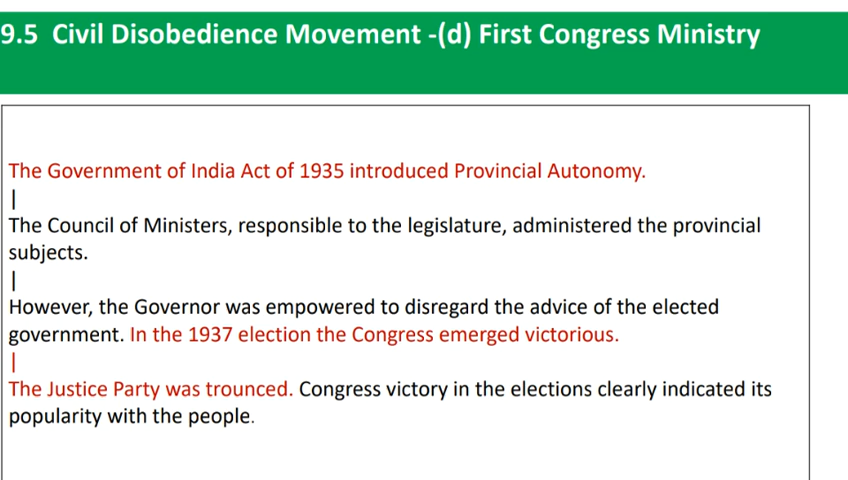 9.5 Civil Disobedience Movement -(d) First Congress Ministry
The Government of India Act of 1935 introduced Provincial Autonomy.
|
The Council of Ministers, responsible to the legislature, administered the provincial
subjects.
|
However, the Governor was empowered to disregard the advice of the elected
government. In the 1937 election the Congress emerged victorious.
|
The Justice Party was trounced. Congress victory in the elections clearly indicated its
popularity with the people.